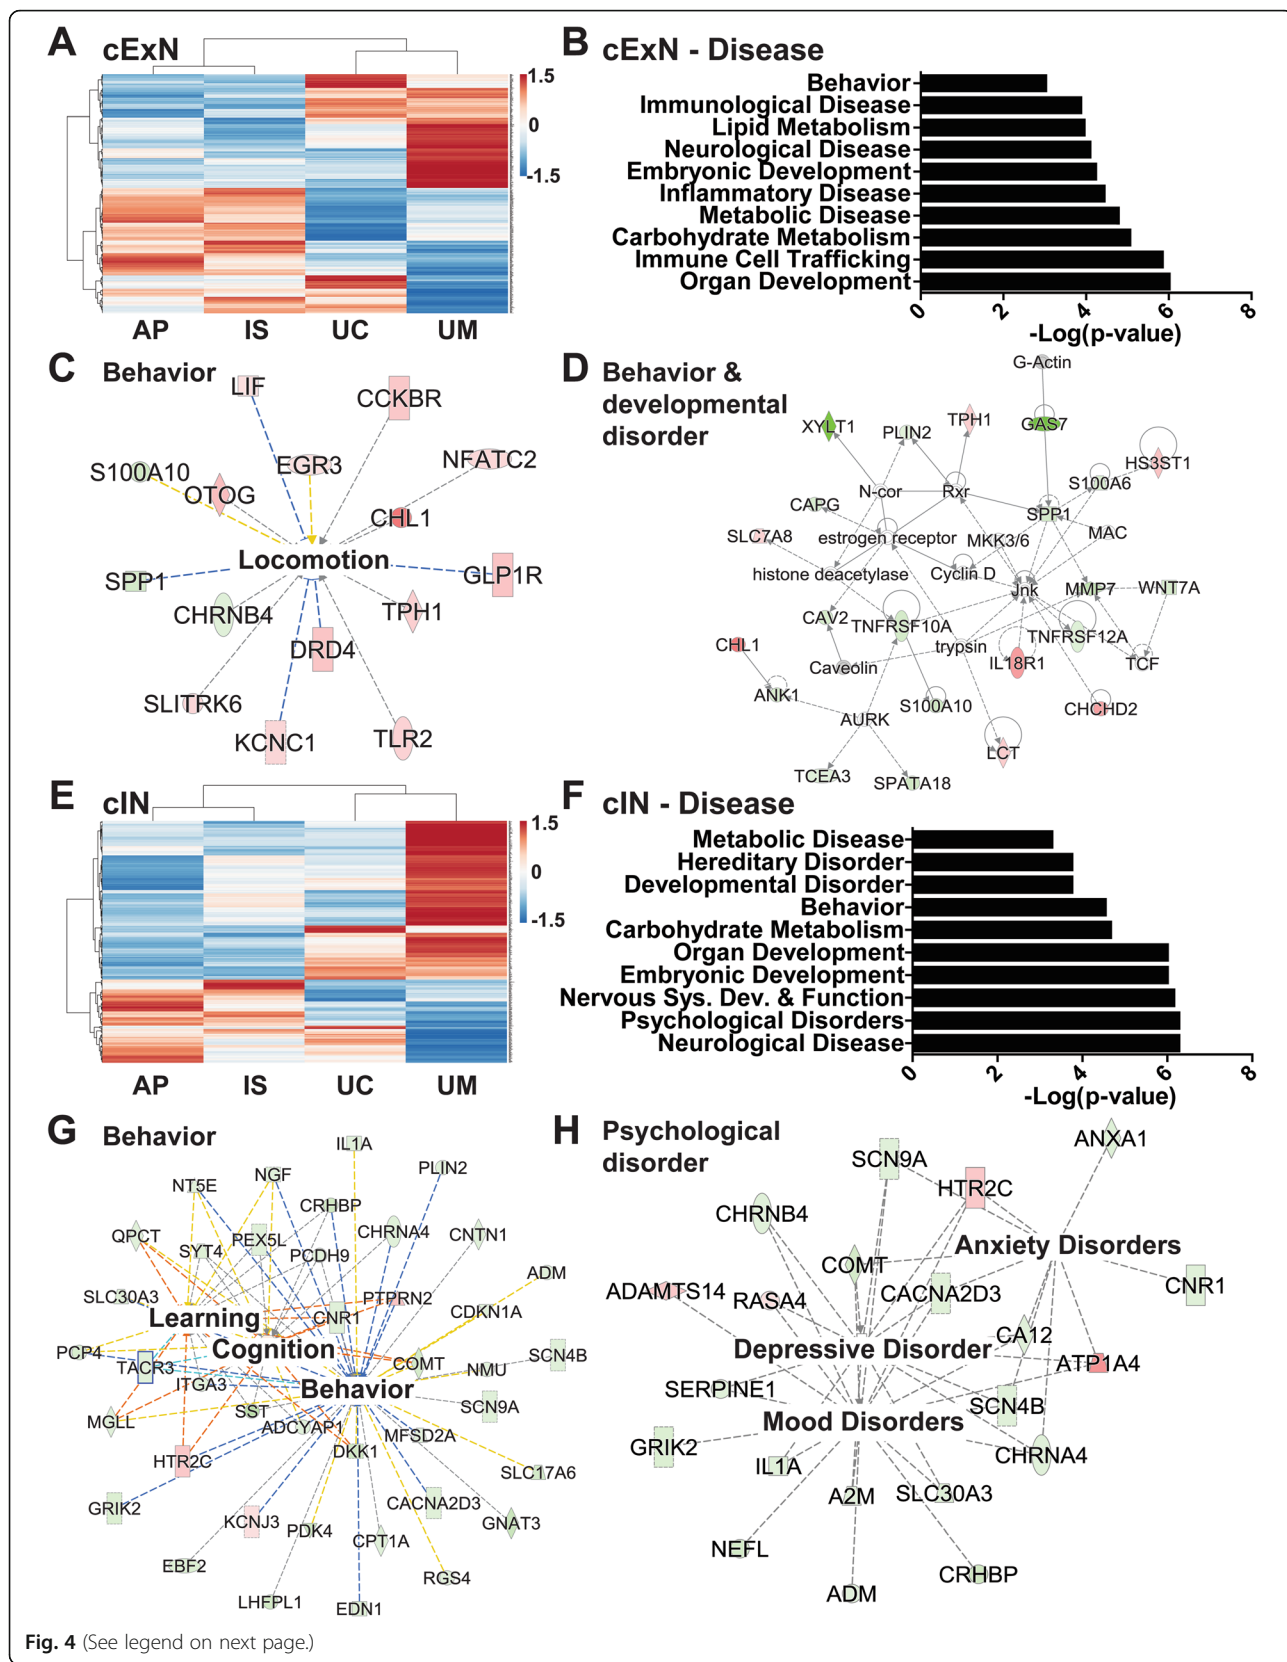 A cExN
1.5
0
-1.5
AP IS UC UM
B cExN - Disease
Behavior
Immunological Disease
Lipid Metabolism
Neurological Disease
Embryonic Development
Inflammatory Disease
Metabolic Disease
Carbohydrate Metabolism
Immune Cell Trafficking
Organ Development
0 2 4 6 8
-Log(p-value)
C Behavior
LIF
CCKBR
EGR3
NFATC2
S100A10
OTOG
CHL1
Locomotion
SPP1
GLP1R
CHRNB4
TPH1
DRD4
SLITRK6
KCNC1
TLR2
D Behavior &
developmental
disorder
G-Actin
XYLT1
PLIN2
TPH1
GAS7
HS3ST1
N-cor
Rxr
S100A6
CAPG
SPP1
SLC7A8
estrogen receptor
MKK3/6
MAC
histone deacetylase
Cyclin D
Jnk
MMP7
WNT7A
CAV2
TNFRSF10A
TNFRSF12A
CHL1
trypsin
IL18R1
TCF
Caveolin
ANK1
S100A10
CHCHD2
AURK
LCT
TCEA3
SPATA18
E cIN
1.5
0
-1.5
AP IS UC UM
F cIN - Disease
Metabolic Disease
Hereditary Disorder
Developmental Disorder
Behavior
Carbohydrate Metabolism
Organ Development
Embryonic Development
Nervous Sys. Dev. & Function
Psychological Disorders
Neurological Disease
0 2 4 6 8
-Log(p-value)
G Behavior
IL1A
NT5E
NGF
PLIN2
CRHBP
QPCT
SYT4
PEX5L
PCDH9
CHRNA4
CNTN1
ADM
SLC30A3
PTPRN2
Learning
CNR1
CDKN1A
PCP4
Cognition
TACR3
COMT
NMU
SCN4B
ITGA3
Behavior
SST
SCN9A
MGLL
ADCYAP1
MFSD2A
HTR2C
DKK1
SLC17A6
GRIK2
KCNJ3
PDK4
CACNA2D3
GNAT3
CPT1A
EBF2
RGS4
LHFPL1
EDN1
H Psychological
disorder
ANXA1
SCN9A
HTR2C
CHRNB4
Anxiety Disorders
COMT
ADAMTS14
RASA4
CACNA2D3
CNR1
CA12
Depressive Disorder
ATP1A4
SERPINE1
SCN4B
Mood Disorders
GRIK2
IL1A
CHRNA4
A2M
SLC30A3
NEFL
CRHBP
ADM
Fig. 4 (See legend on next page.)